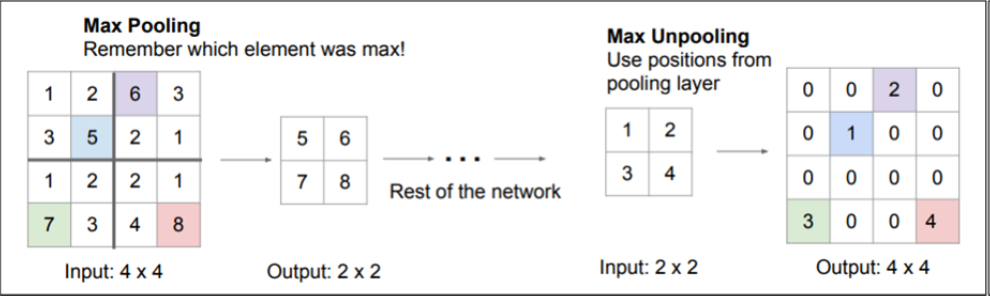 Max Pooling
Remember which element was max!
1 2 6 3
3 5 2 1
1 2 2 1
7 3 4 8
Input: 4 x 4
5 6
7 8
Output: 2 x 2
...
Rest of the network
Max Unpooling
Use positions from
pooling layer
1 2
3 4
Input: 2 x 2
0 0 2 0
0 1 0 0
0 0 0 0
3 0 0 4
Output: 4 x 4